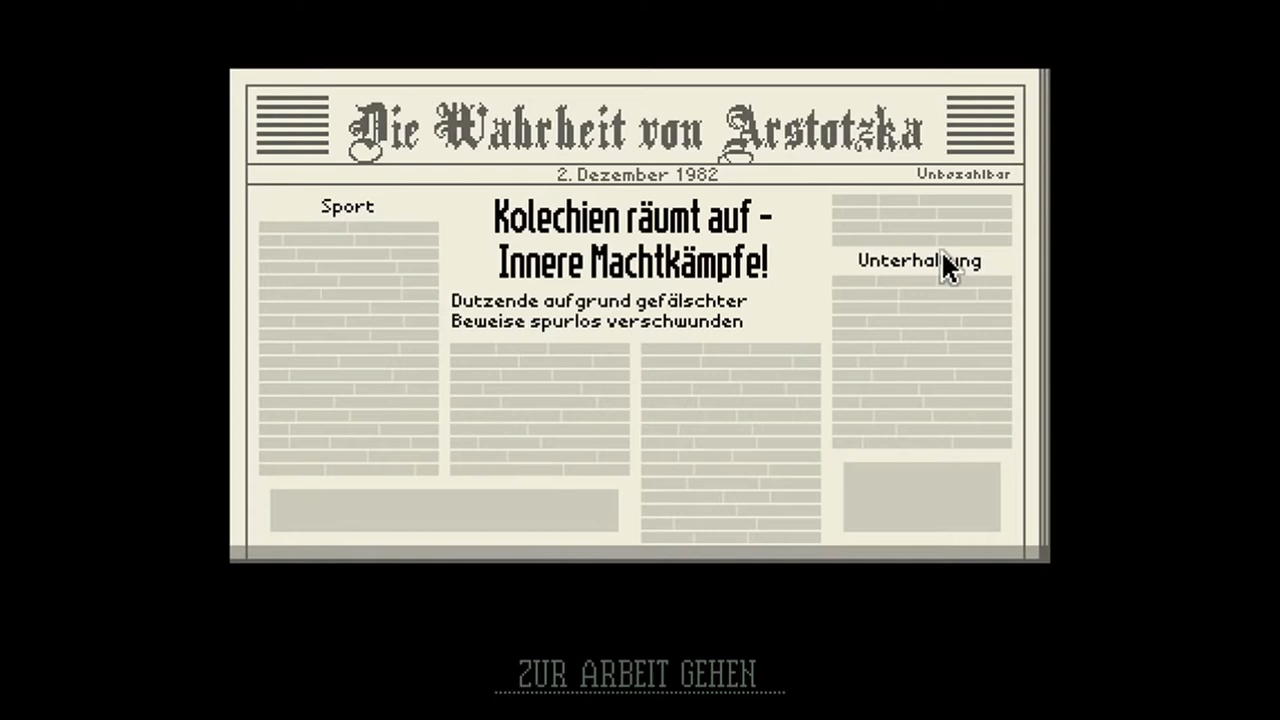 Die Wahrheit von Arstotzka
2. Dezember 1982
Unbezahlbar
Sport
Kolechien räumt auf -
Innere Machtkämpfe!
Dutzende aufgrund gefälschter
Beweise spurlos verschwunden
Unterhaltung
ZUR ARBEIT GEHEN